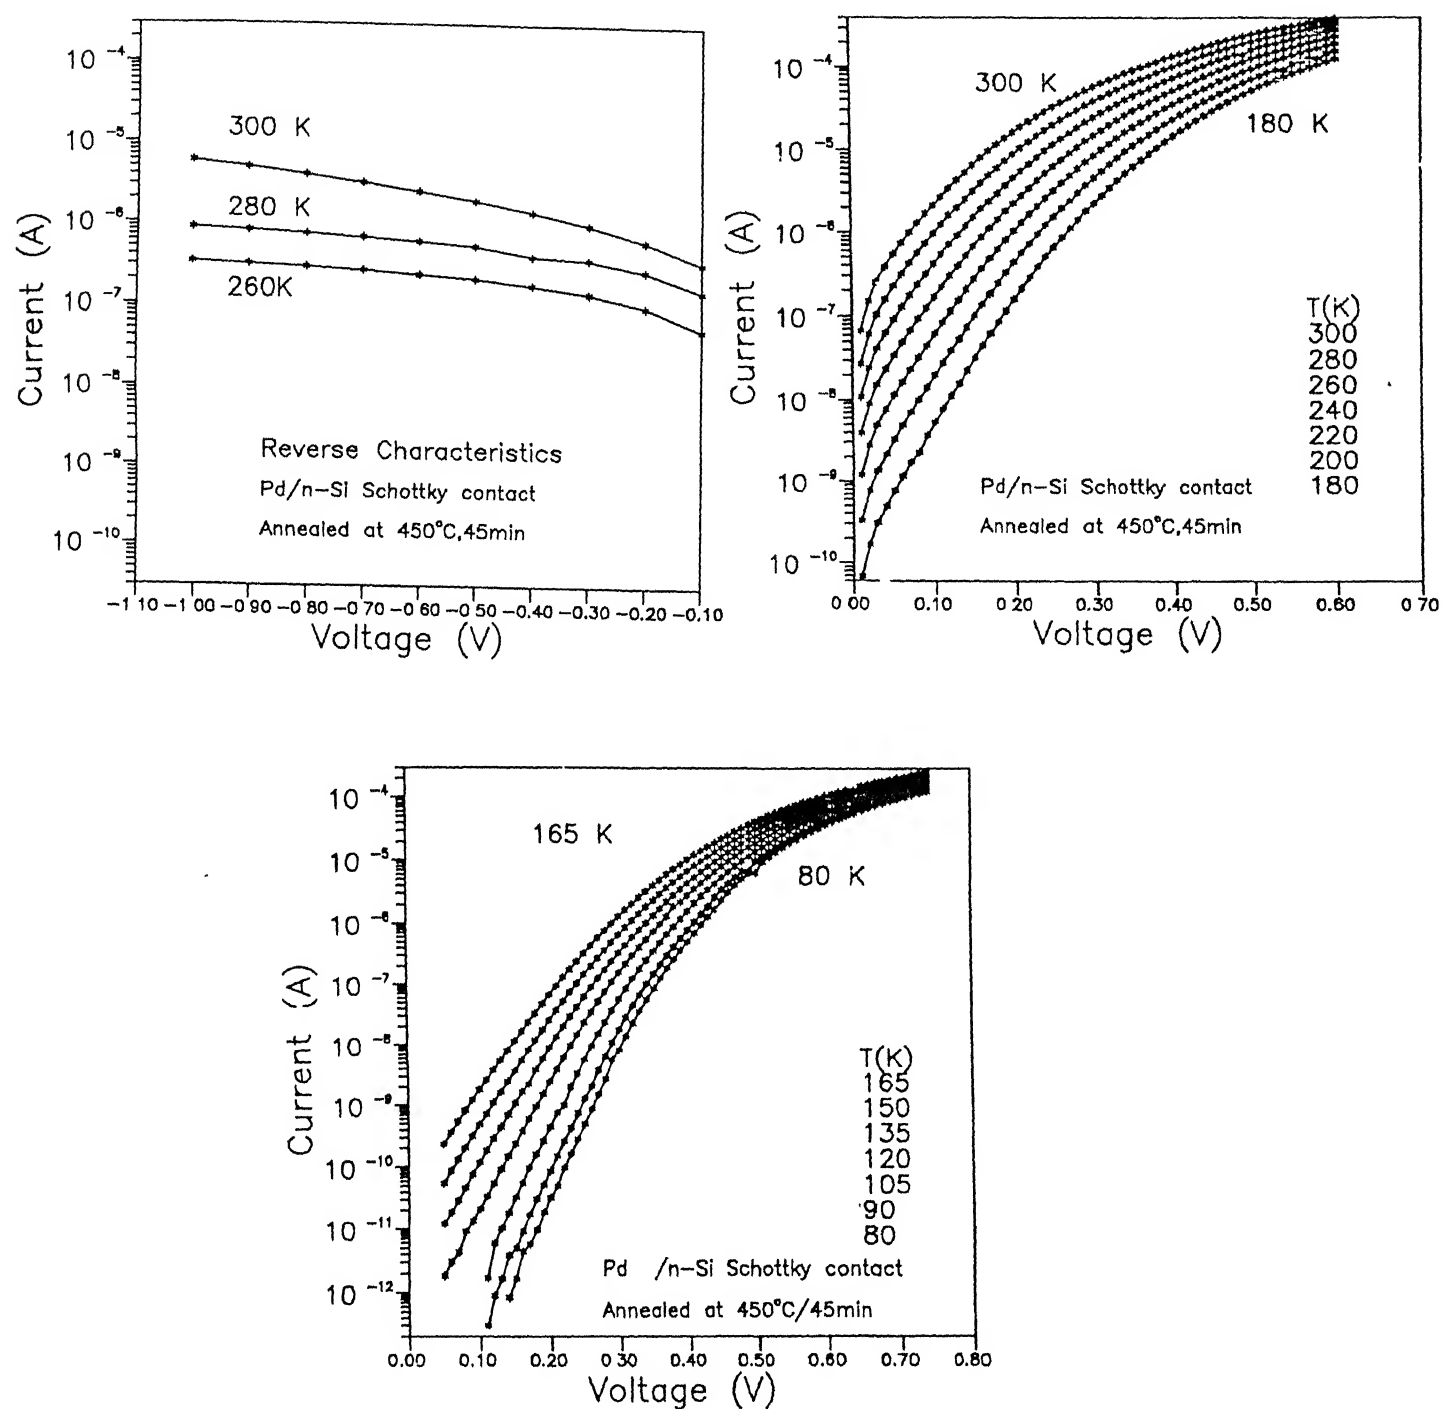 10 -4
10 -5
10 -6
10 -7
10 -8
10 -9
10 -10
Current (A)
300 K
280 K
260K
Reverse Characteristics
Pd/n-Si Schottky contact
Annealed at 450°C,45min
-1 10 -1 00 -0 90 -0 80 -0 70 -0 60 -0 50 -0.40 -0.30 -0.20 -0.10
Voltage (V)
10 -4
10 -5
10 -6
10 -7
10 -8
10 -9
10 -10
Current (A)
300 K
180 K
T(K)
300
280
260
240
220
200
180
Pd/n-Si Schottky contact
Annealed at 450°C,45min
0 00 0.10 0 20 0.30 0.40 0.50 0.60 0 70
Voltage (V)
10 -4
10 -5
10 -6
10 -7
10 -8
10 -9
10 -10
10 -11
10 -12
Current (A)
165 K
80 K
T(K)
165
150
135
120
105
90
80
Pd /n-Si Schottky contact
Annealed at 450°C/45min
0.00 0.10 0.20 0 30 0.40 0.50 0.60 0.70 0.80
Voltage (V)